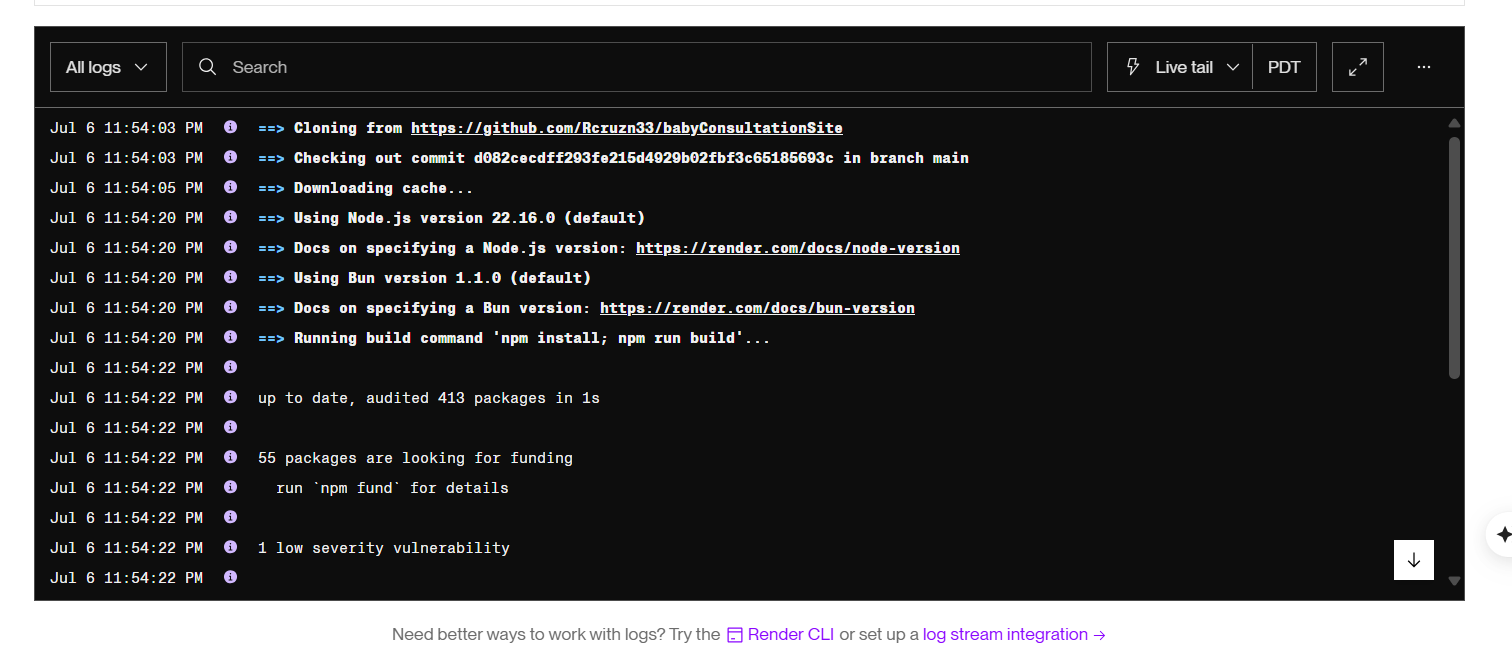 All logs
Search
Live tail
PDT
...
Jul 6 11:54:03 PM ==> Cloning from https://github.com/Rcruzn33/babyConsultationSite
Jul 6 11:54:03 PM ==> Checking out commit d082cecdff293fe215d4929b02fbf3c65185693c in branch main
Jul 6 11:54:05 PM ==> Downloading cache...
Jul 6 11:54:20 PM ==> Using Node.js version 22.16.0 (default)
Jul 6 11:54:20 PM ==> Docs on specifying a Node.js version: https://render.com/docs/node-version
Jul 6 11:54:20 PM ==> Using Bun version 1.1.0 (default)
Jul 6 11:54:20 PM ==> Docs on specifying a Bun version: https://render.com/docs/bun-version
Jul 6 11:54:20 PM ==> Running build command 'npm install; npm run build'...
Jul 6 11:54:22 PM
Jul 6 11:54:22 PM up to date, audited 413 packages in 1s
Jul 6 11:54:22 PM
Jul 6 11:54:22 PM 55 packages are looking for funding
Jul 6 11:54:22 PM run `npm fund` for details
Jul 6 11:54:22 PM
Jul 6 11:54:22 PM 1 low severity vulnerability
Jul 6 11:54:22 PM
Need better ways to work with logs? Try the Render CLI or set up a log stream integration →